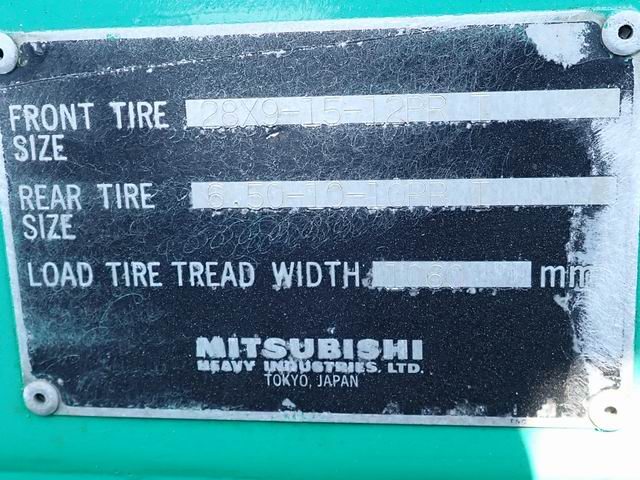 FRONT TIRE 28X9-15-12PR I
SIZE
REAR TIRE 6.50-10-10PR I
SIZE
LOAD TIRE TREAD WIDTH 1060 mm
MITSUBISHI
HEAVY INDUSTRIES, LTD.
TOKYO, JAPAN